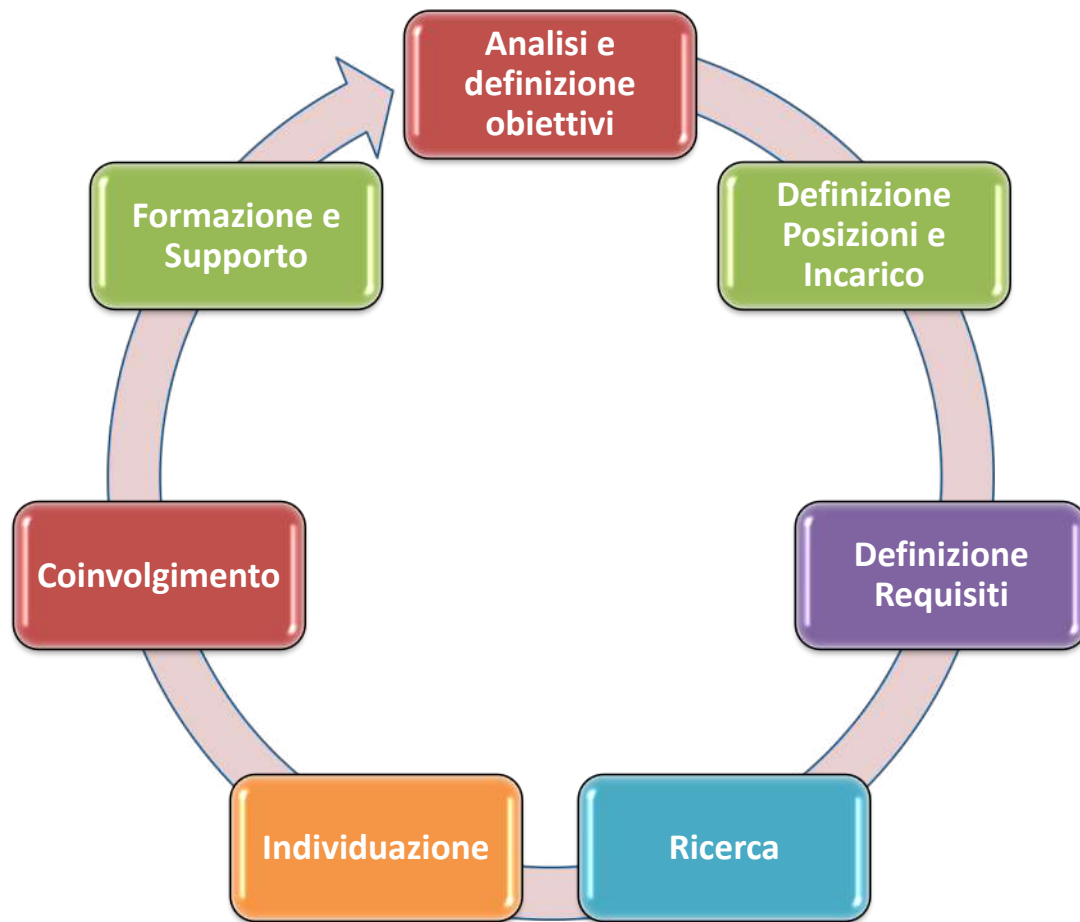 Analisi e
definizione
obiettivi
Definizione
Posizioni e
Incarico
Definizione
Requisiti
Ricerca
Individuazione
Coinvolgimento
Formazione e
Supporto